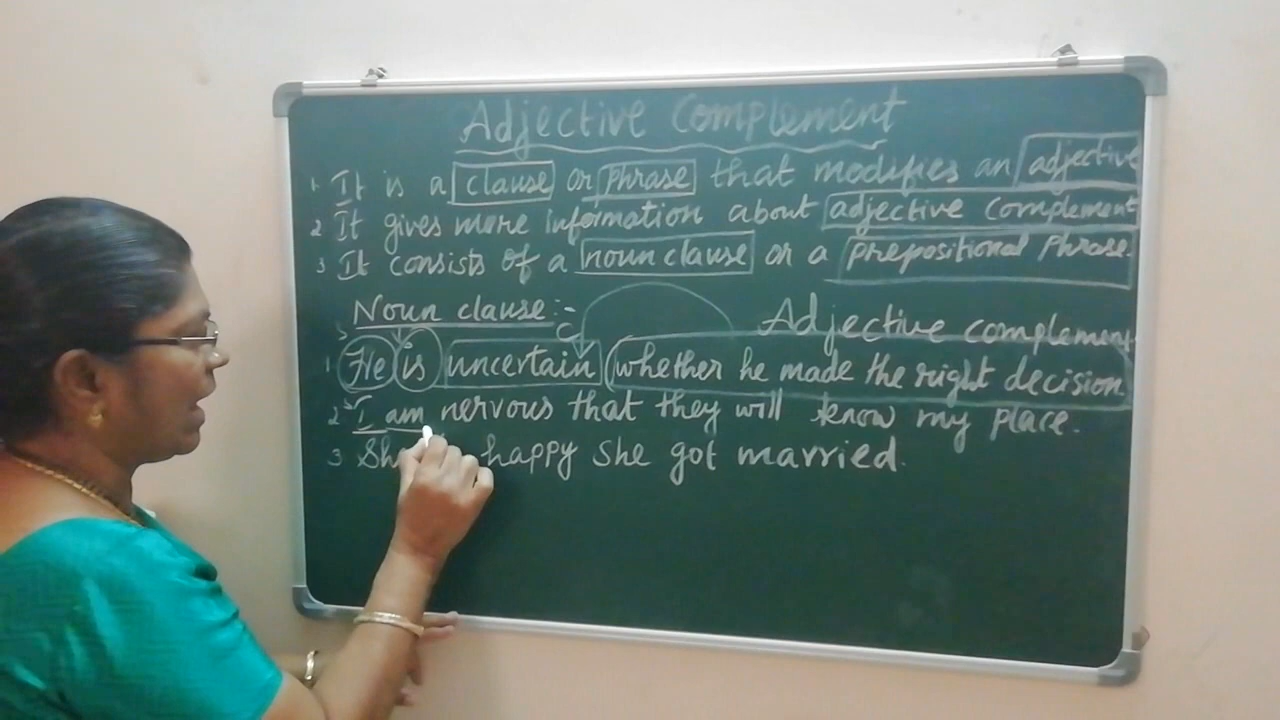 Adjective Complement
1. It is a clause or phrase that modifies an adjective
2 It gives more information about adjective complement
3 It consists of a noun clause or a prepositional phrase.
Noun clause:-
S C Adjective complement
1 He is uncertain whether he made the right decision
2 I am nervous that they will know my place.
3 She happy she got married.